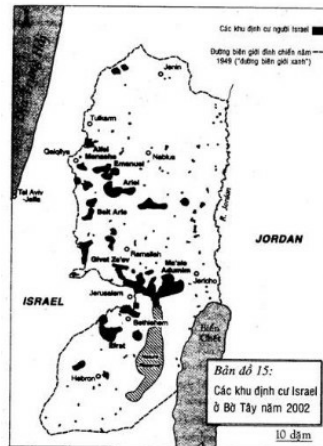 Các khu định cư người Israel
Đường biên giới đình chiến năm
1949 ("đường biên giới xanh")
Jenin
Tulkarm
Qalqilya
Alfei
Menashe
Nablus
Emanuel
Ariel
Tel Aviv
Jaffa
Beit Arie
R. Jordan
JORDAN
Givat Ze'ev
Ramallah
Ma'ale
Adumim
Jericho
ISRAEL
Jerusalem
Bethlehem
Biển
Chết
Efrat
Hebron
Bản đồ 15:
Các khu định cư Israel
ở Bờ Tây năm 2002
10 dặm